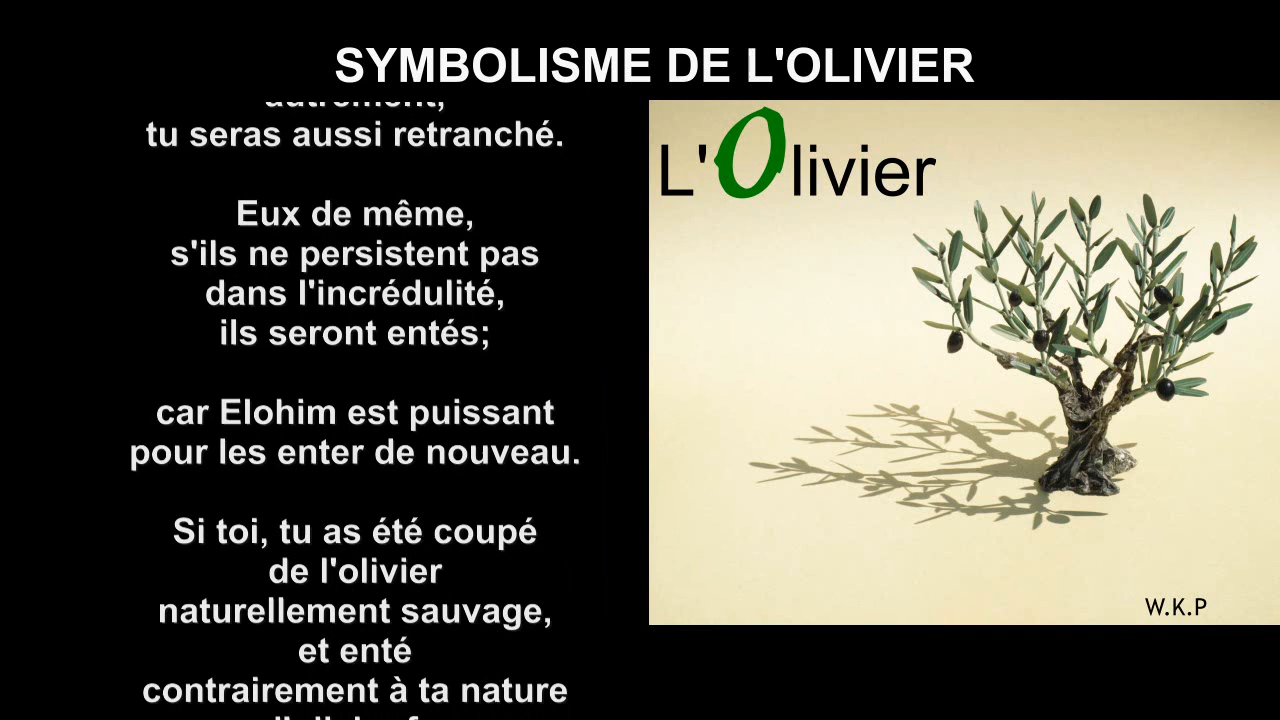 SYMBOLISME DE L'OLIVIER
autrement,
tu seras aussi retranché.
Eux de même,
s'ils ne persistent pas
dans l'incrédulité,
ils seront entés;
car Elohim est puissant
pour les enter de nouveau.
Si toi, tu as été coupé
de l'olivier
naturellement sauvage,
et enté
contrairement à ta nature
L'Olivier
W.K.P